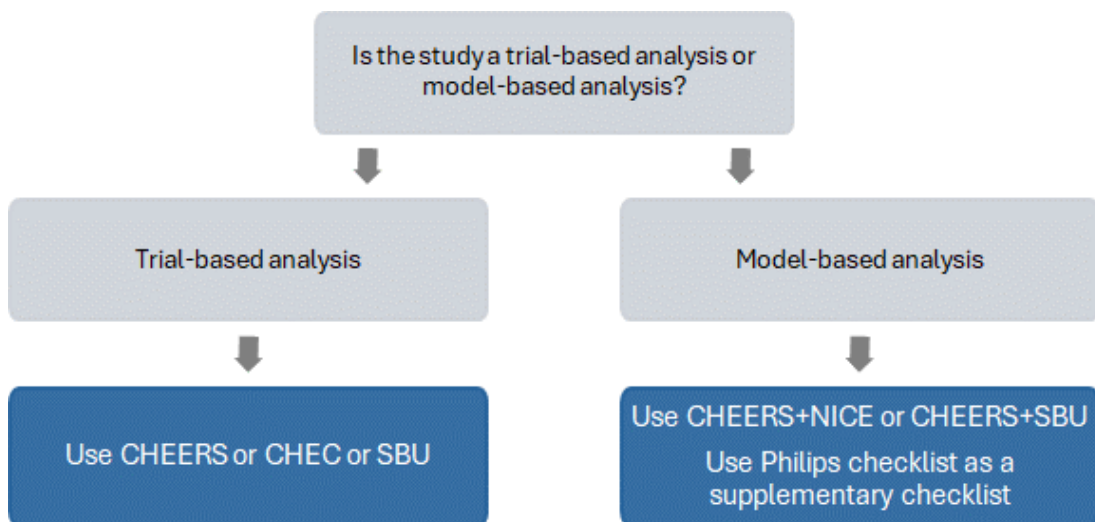 Is the study a trial-based analysis or
model-based analysis?
Trial-based analysis
Model-based analysis
Use CHEERS or CHEC or SBU
Use CHEERS+NICE or CHEERS+SBU
Use Philips checklist as a
supplementary checklist